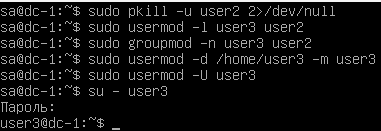 sa@dc-1:~$ sudo pkill -u user2 2>/dev/null
sa@dc-1:~$ sudo usermod -l user3 user2
sa@dc-1:~$ sudo groupmod -n user3 user2
sa@dc-1:~$ sudo usermod -d /home/user3 -m user3
sa@dc-1:~$ sudo usermod -U user3
sa@dc-1:~$ su - user3
Пароль:
user3@dc-1:~$ _